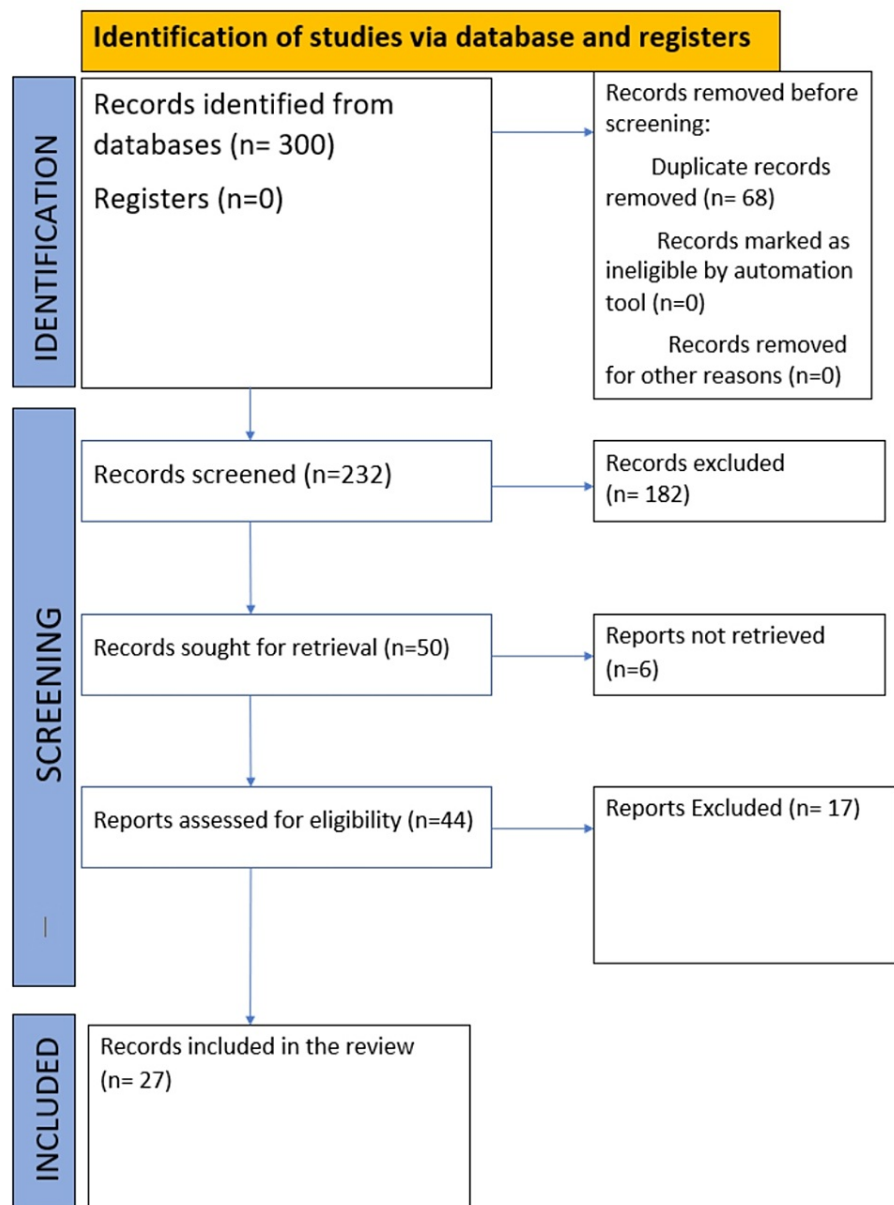 Identification of studies via database and registers
IDENTIFICATION
Records identified from
databases (n= 300)
Registers (n=0)
Records removed before
screening:
Duplicate records
removed (n= 68)
Records marked as
ineligible by automation
tool (n=0)
Records removed
for other reasons (n=0)
SCREENING
Records screened (n=232)
Records excluded
(n= 182)
Records sought for retrieval (n=50)
Reports not retrieved
(n=6)
Reports assessed for eligibility (n=44)
Reports Excluded (n= 17)
INCLUDED
Records included in the review
(n= 27)